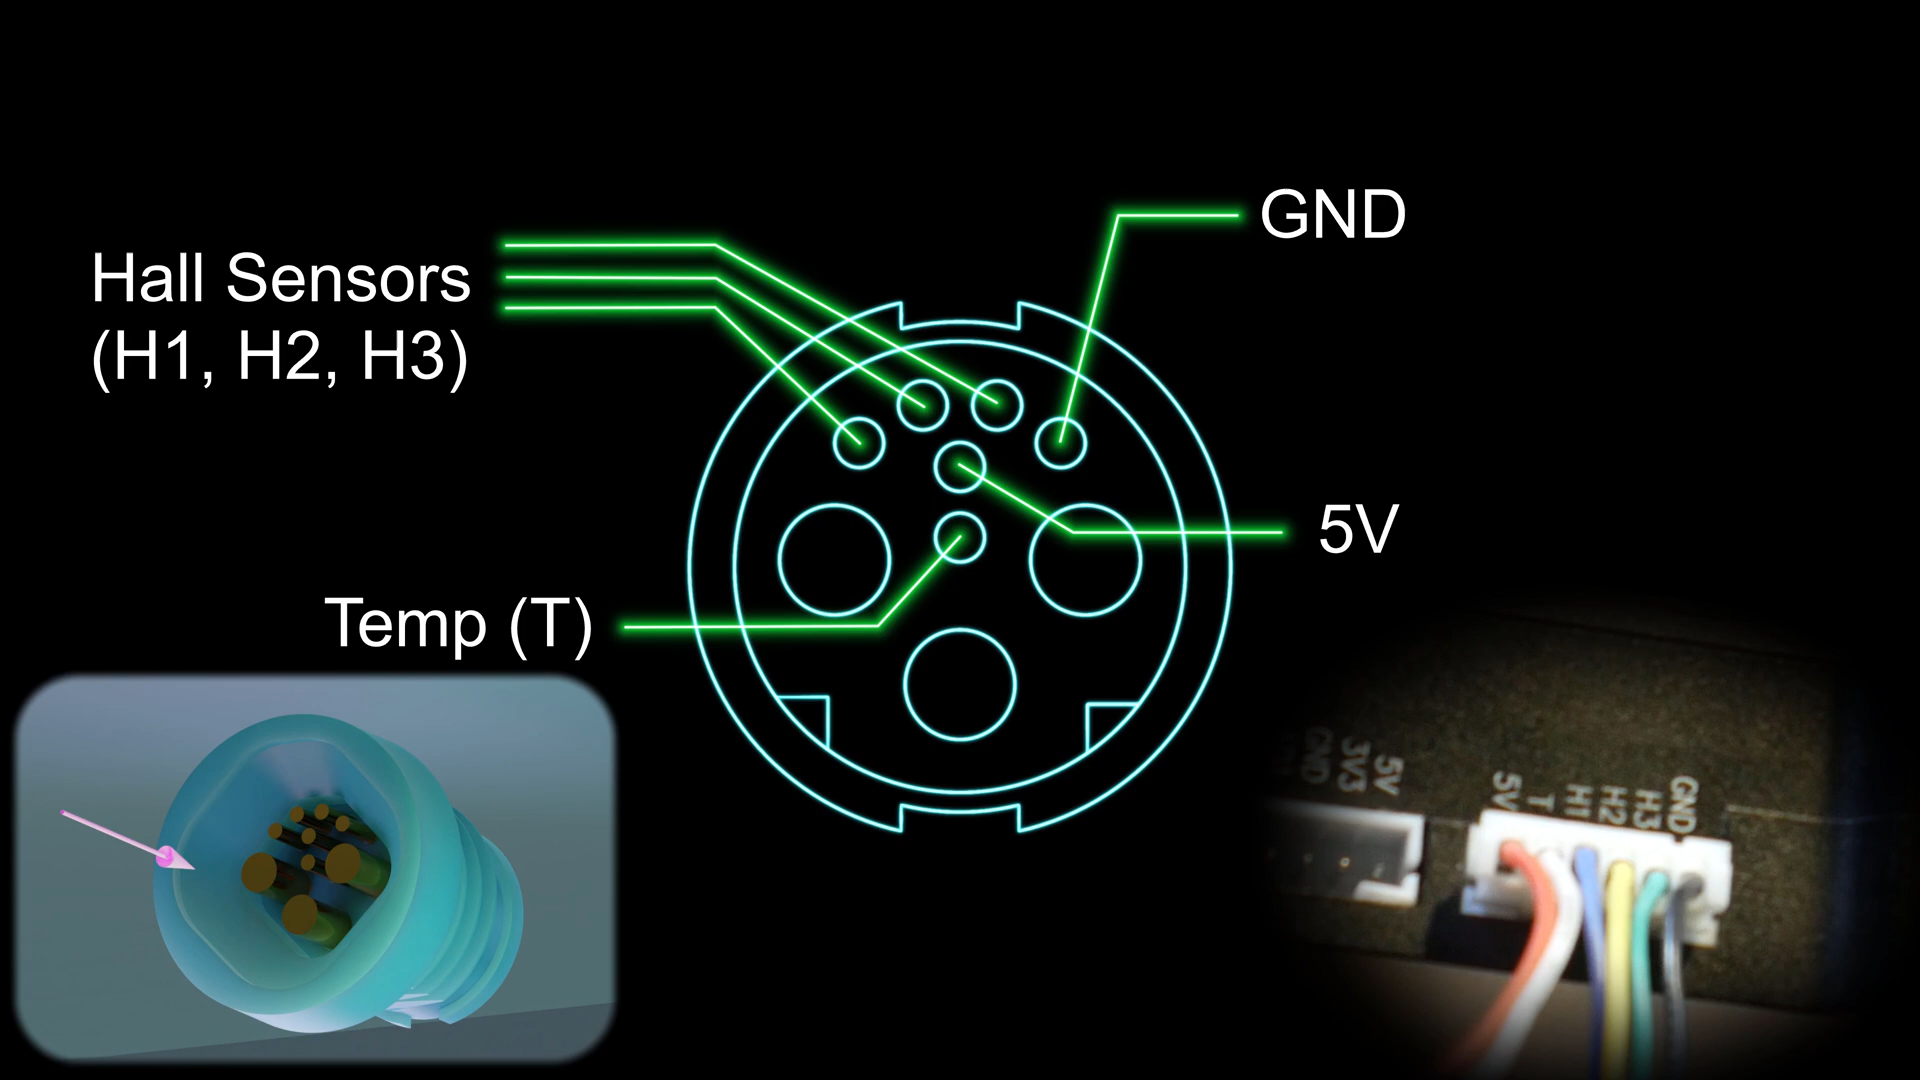 GND
Hall Sensors
(H1, H2, H3)
5V
Temp (T)
GND
3V3
5V
5V
T
H1
H2
H3
GND